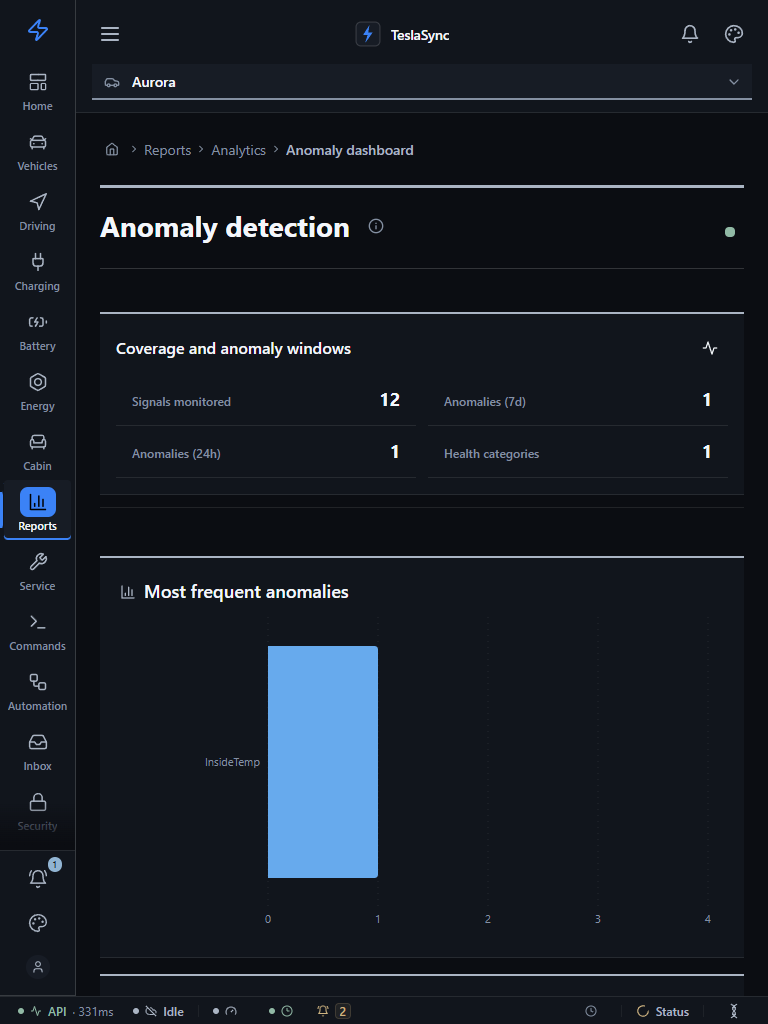 TeslaSync
Aurora
Home
Vehicles
Driving
Charging
Battery
Energy
Cabin
Reports
Service
Commands
Automation
Inbox
Security
1
Reports
Analytics
Anomaly dashboard
Anomaly detection
Coverage and anomaly windows
Signals monitored 12
Anomalies (7d) 1
Anomalies (24h) 1
Health categories 1
Most frequent anomalies
InsideTemp
0 1 2 3 4
API · 331ms Idle 2 Status